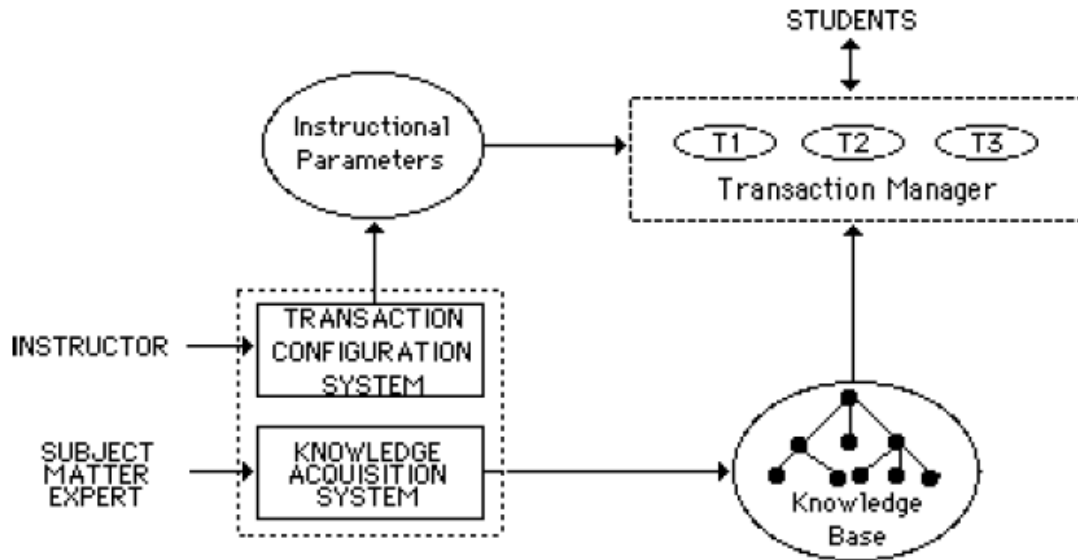 STUDENTS
Instructional
Parameters
T1 T2 T3
Transaction Manager
INSTRUCTOR
TRANSACTION
CONFIGURATION
SYSTEM
SUBJECT
MATTER
EXPERT
KNOWLEDGE
ACQUISITION
SYSTEM
Knowledge
Base